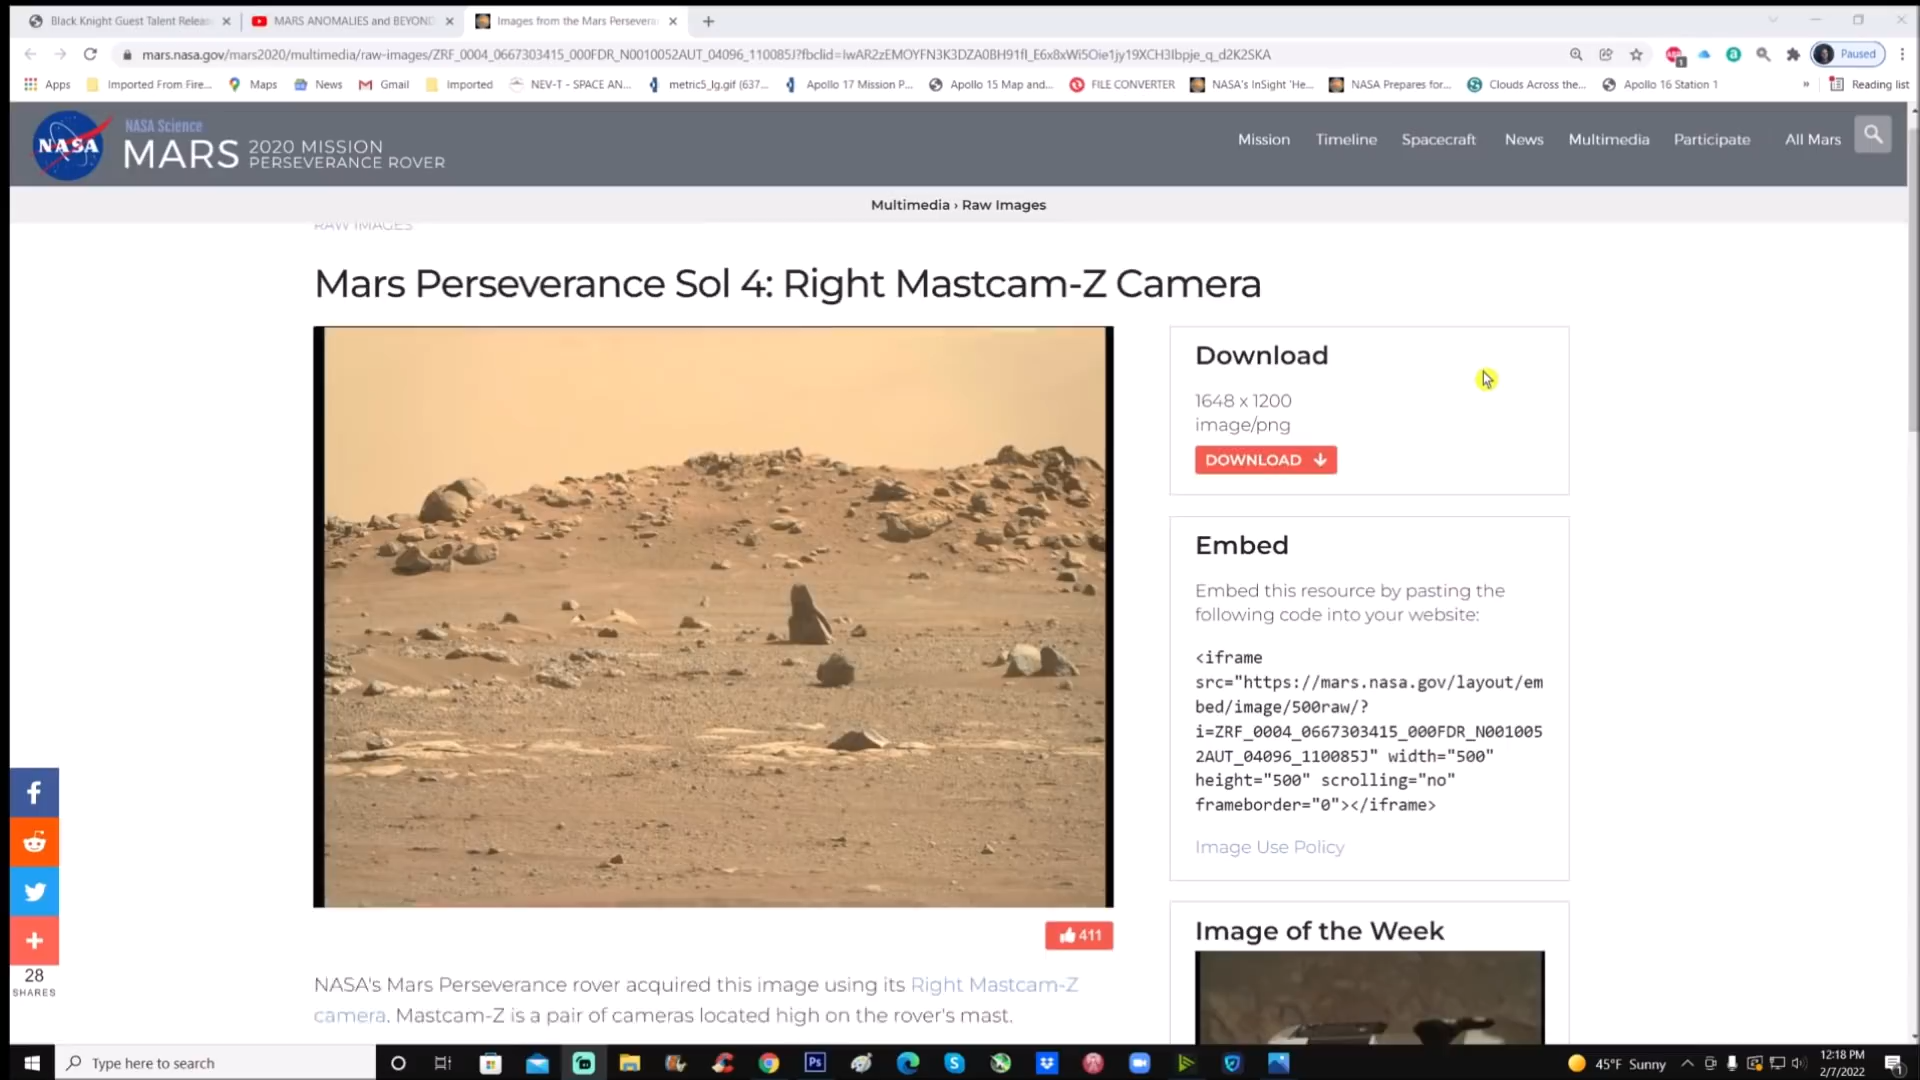 Black Knight Guest Talent Releas
MARS ANOMALIES and BEYOND
Images from the Mars Persevera
mars.nasa.gov/mars2020/multimedia/raw-images/ZRF_0004_0667303415_000FDR_N0010052AUT_04096_110085J?fbclid=IwAR2zEMOYFN3K3DZA0BH91fI_E6x8xWi5Oie1jy19XCH3Ibpje_q_d2K2SKA
Paused
Apps
Imported From Fire...
Maps
News
Gmail
Imported
NEV-T - SPACE AN...
metric5_lg.gif (637...
Apollo 17 Mission P...
Apollo 15 Map and...
FILE CONVERTER
NASA's InSight 'He...
NASA Prepares for...
Clouds Across the...
Apollo 16 Station 1
»
Reading list
NASA
NASA Science
MARS
2020 MISSION
PERSEVERANCE ROVER
Mission
Timeline
Spacecraft
News
Multimedia
Participate
All Mars
Multimedia › Raw Images
RAW IMAGES
Mars Perseverance Sol 4: Right Mastcam-Z Camera
Download
1648 x 1200
image/png
DOWNLOAD
Embed
Embed this resource by pasting the
following code into your website:
<iframe
src="https://mars.nasa.gov/layout/em
bed/image/500raw/?
i=ZRF_0004_0667303415_000FDR_N001005
2AUT_04096_110085J" width="500"
height="500" scrolling="no"
frameborder="0"></iframe>
Image Use Policy
Image of the Week
411
28
SHARES
NASA's Mars Perseverance rover acquired this image using its Right Mastcam-Z
camera. Mastcam-Z is a pair of cameras located high on the rover's mast.
Type here to search
Ps
45°F Sunny
12:18 PM
2/7/2022